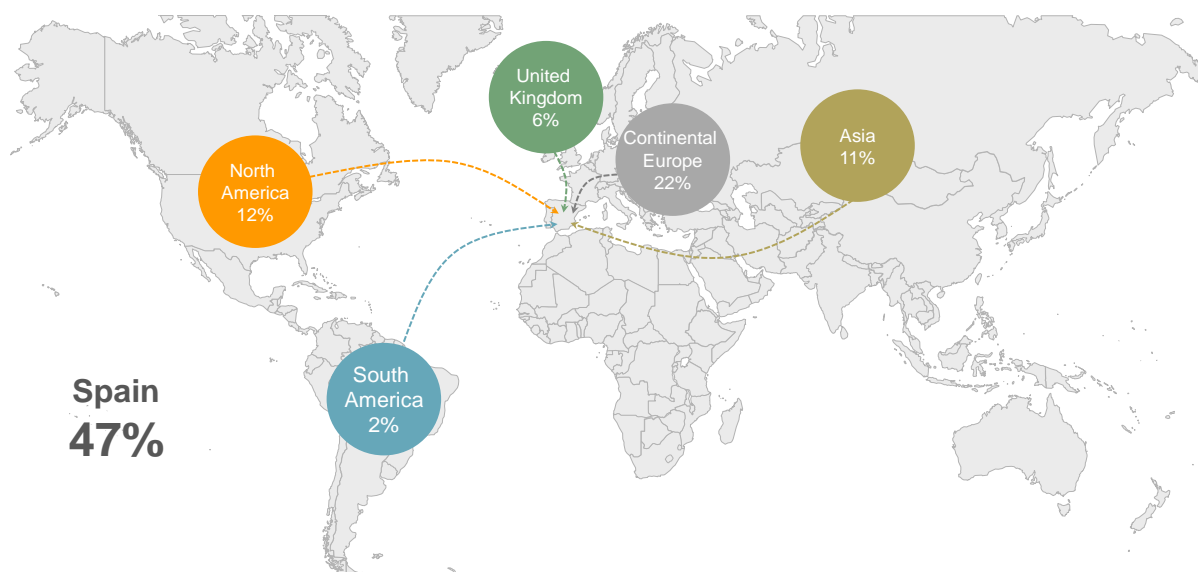 United
Kingdom
6%
Continental
Europe
22%
Asia
11%
North
America
12%
South
America
2%
Spain
47%